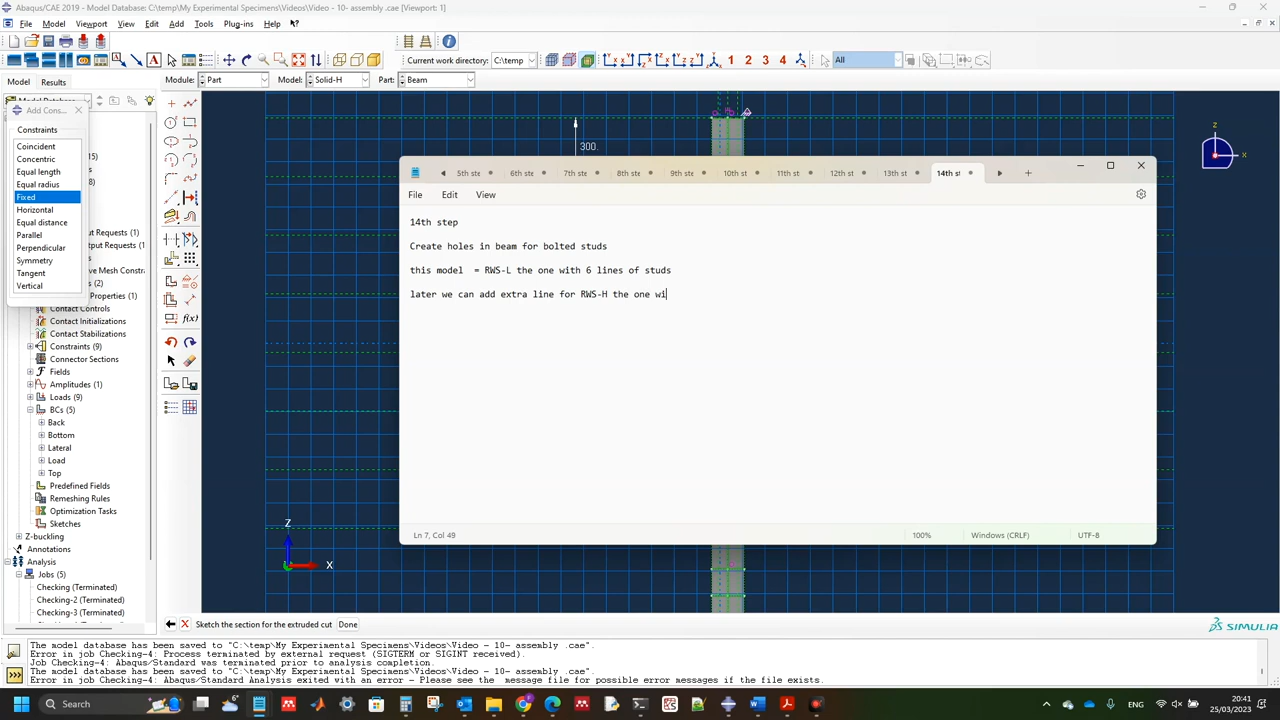 Abaqus/CAE 2019 - Model Database: C:\temp\My Experimental Specimens\Videos\Video - 10- assembly .cae [Viewport: 1]
File Model Viewport View Edit Add Tools Plug-ins Help
Current work directory: C:\temp
1 2 3 4
All
Model Results
Module: Part Model: Solid-H Part: Beam
Add Cons...
Constraints
Coincident
Concentric
Equal length
Equal radius
Fixed
Horizontal
Equal distance
Parallel
Perpendicular
Symmetry
Tangent
Vertical
Contact Controls
Contact Initializations
Contact Stabilizations
Constraints (9)
Connector Sections
Fields
Amplitudes (1)
Loads (9)
BCs (5)
Back
Bottom
Lateral
Load
Top
Predefined Fields
Remeshing Rules
Optimization Tasks
Sketches
Z-buckling
Annotations
Analysis
Jobs (5)
Checking (Terminated)
Checking-2 (Terminated)
Checking-3 (Terminated)
f(x)
300.
Z
X
Z
X
5th ste 6th ste 7th ste 8th ste 9th ste 10th st 11th st 12th st 13th st 14th st
File Edit View
14th step
Create holes in beam for bolted studs
this model = RWS-L the one with 6 lines of studs
later we can add extra line for RWS-H the one wi
Ln 7, Col 49 100% Windows (CRLF) UTF-8
Sketch the section for the extruded cut Done
SIMULIA
The model database has been saved to "C:\temp\My Experimental Specimens\Videos\Video - 10- assembly .cae".
Error in job Checking-4: Process terminated by external request (SIGTERM or SIGINT received).
Job Checking-4: Abaqus/Standard was terminated prior to analysis completion.
The model database has been saved to "C:\temp\My Experimental Specimens\Videos\Video - 10- assembly .cae".
Error in job Checking-4: Abaqus/Standard Analysis exited with an error - Please see the message file for possible error messages if the file exists.
Search
20:41
25/03/2023